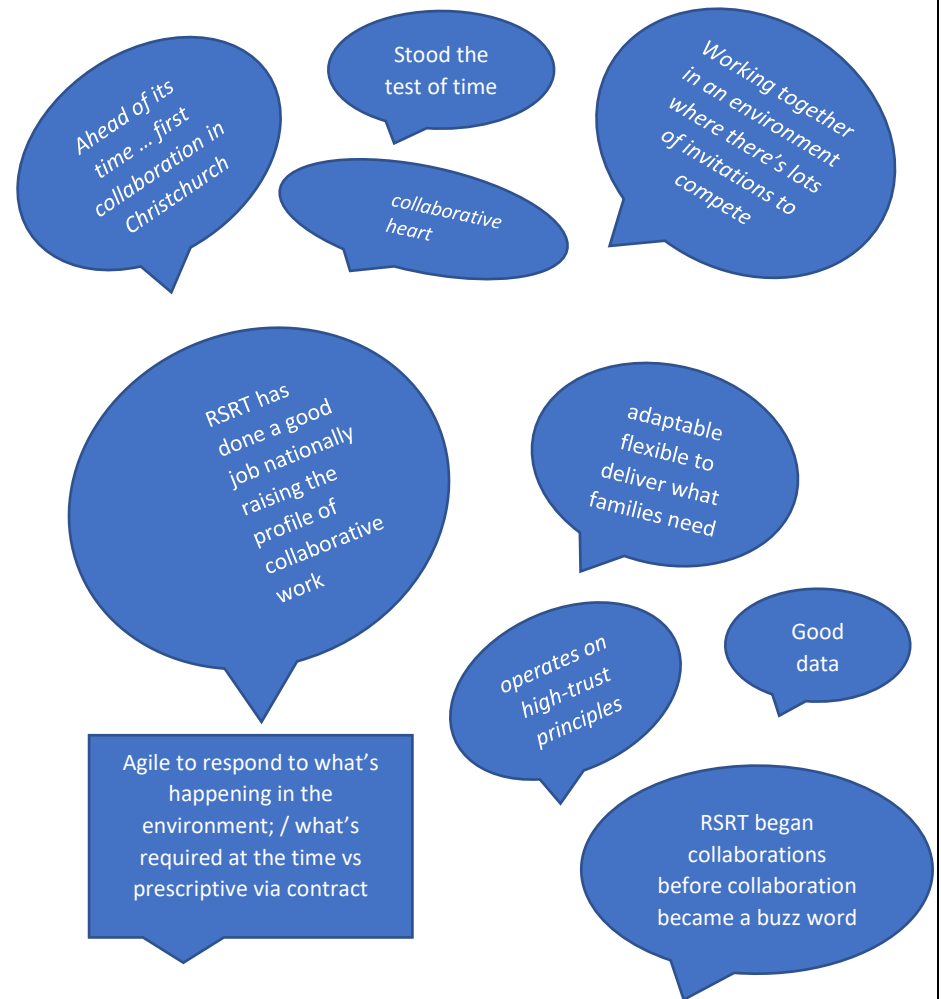 Ahead of its
time ... first
collaboration in
Christchurch
Stood the
test of time
Working together
in an environment
where there's lots
of invitations to
compete
collaborative
heart
RSRT has
done a good
job nationally
raising the
profile of
collaborative
work
adaptable
flexible to
deliver what
families need
operates on
high-trust
principles
Good
data
Agile to respond to what's
happening in the
environment; / what's
required at the time vs
prescriptive via contract
RSRT began
collaborations
before collaboration
became a buzz word